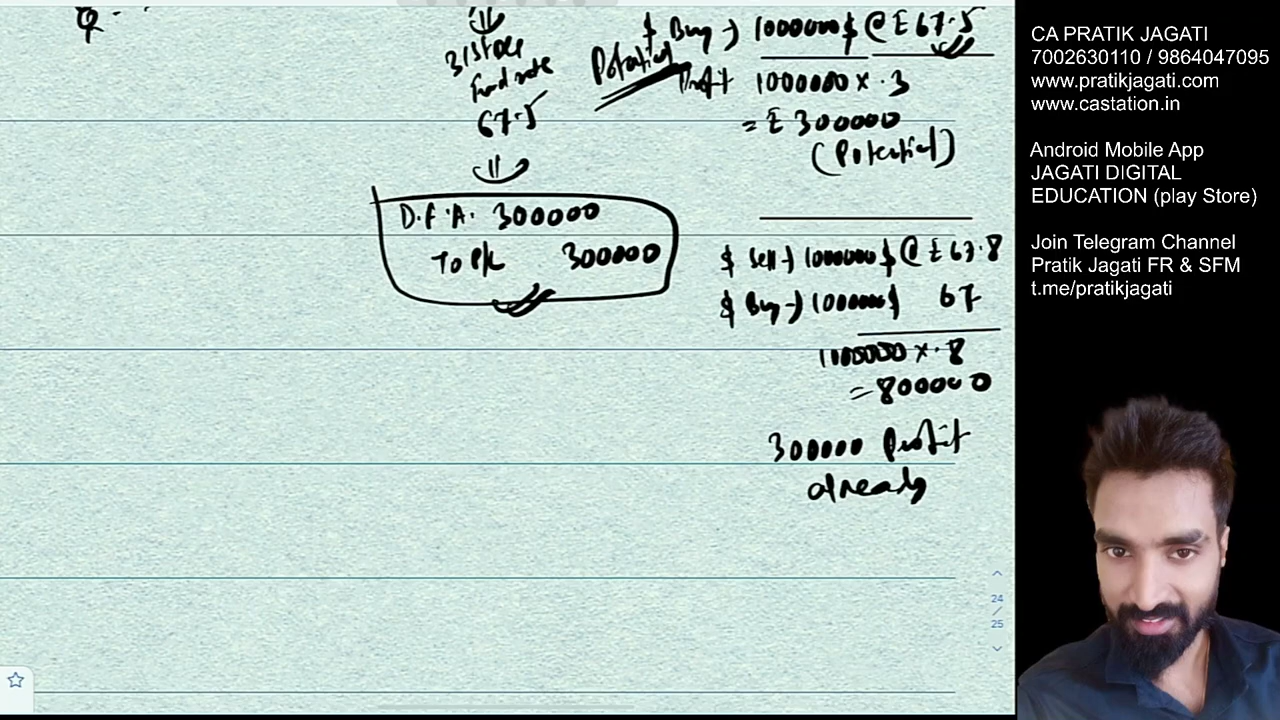 Q.
31st Dec
fwd rate
67.5
D.F.A. 300000
To P/L 300000
$ Buy → 1000000$ @ ₹ 67.5
Potential
Profit 1000000 × .3
= ₹ 300000
(Potential)
$ Sell → 1000000$ @ ₹ 67.8
$ Buy → 1000000$ 67
1000000 × .8
= 800000
300000 Profit
already
24
/
25
CA PRATIK JAGATI
7002630110 / 9864047095
www.pratikjagati.com
www.castation.in
Android Mobile App
JAGATI DIGITAL
EDUCATION (play Store)
Join Telegram Channel
Pratik Jagati FR & SFM
t.me/pratikjagati